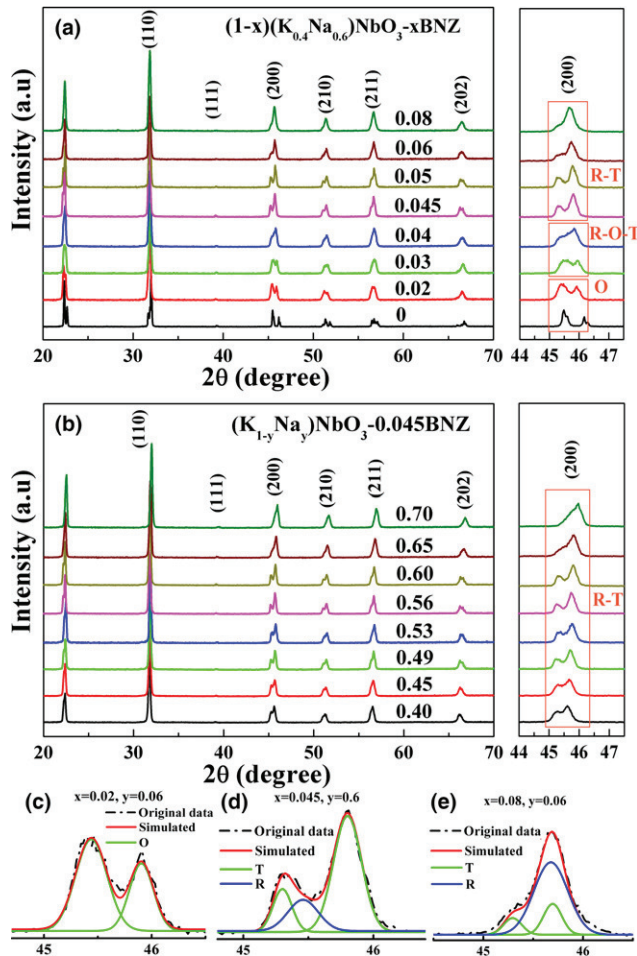 (a) (1-x)(K0.4Na0.6)NbO3-xBNZ
(110)
(111)
(200)
(210)
(211)
(202)
0.08
0.06
0.05
0.045
0.04
0.03
0.02
0
Intensity (a.u)
20 30 40 50 60 70
2θ (degree)
(200)
R-T
R-O-T
O
44 45 46 47
(b) (K1-yNay)NbO3-0.045BNZ
(110)
(111)
(200)
(210)
(211)
(202)
0.70
0.65
0.60
0.56
0.53
0.49
0.45
0.40
Intensity (a.u)
20 30 40 50 60 70
2θ (degree)
(200)
R-T
44 45 46 47
(c) x=0.02, y=0.06
Original data
Simulated
O
45 46
(d) x=0.045, y=0.6
Original data
Simulated
T
R
45 46
(e) x=0.08, y=0.06
Original data
Simulated
T
R
45 46